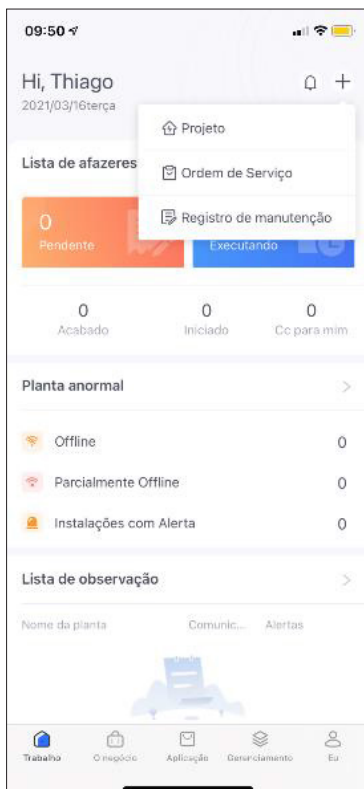 09:50
Hi, Thiago
2021/03/16terça
Projeto
Ordem de Serviço
Registro de manutenção
Lista de afazeres
0
Pendente
Executando
0 0 0
Acabado Iniciado Cc para mim
Planta anormal
Offline 0
Parcialmente Offline 0
Instalações com Alerta 0
Lista de observação
Nome da planta Comunic... Alertas
Trabalho O negócio Aplicação Gerenciamento Eu